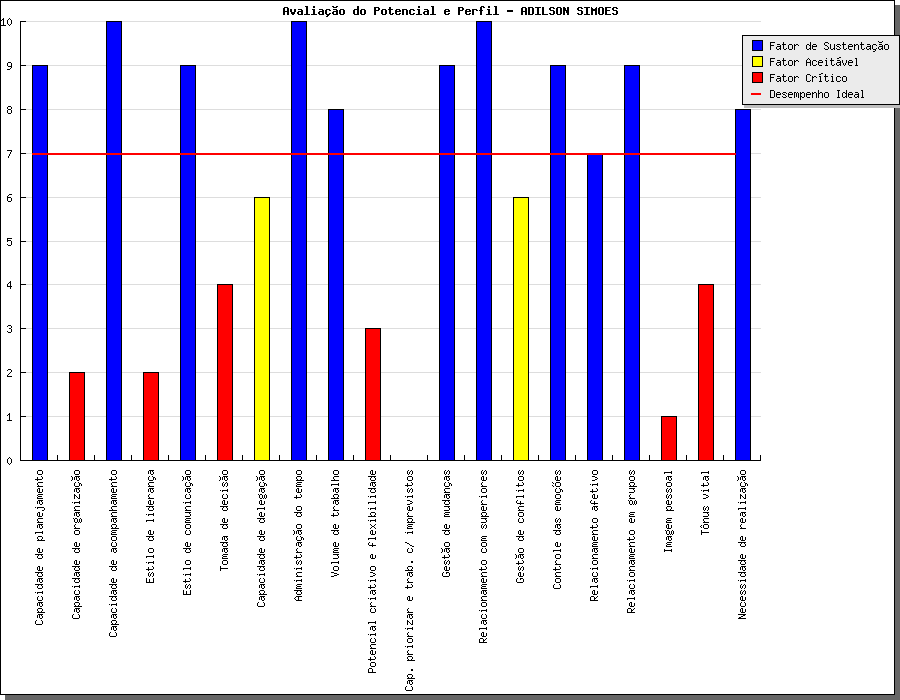 Avaliação do Potencial e Perfil - ADILSON SIMOES
10
9
8
7
6
5
4
3
2
1
0
Fator de Sustentação
Fator Aceitável
Fator Crítico
Desempenho Ideal
Capacidade de planejamento
Capacidade de organização
Capacidade de acompanhamento
Estilo de liderança
Estilo de comunicação
Tomada de decisão
Capacidade de delegação
Administração do tempo
Volume de trabalho
Potencial criativo e flexibilidade
Cap. priorizar e trab. c/ imprevistos
Gestão de mudanças
Relacionamento com superiores
Gestão de conflitos
Controle das emoções
Relacionamento afetivo
Relacionamento em grupos
Imagem pessoal
Tônus vital
Necessidade de realização